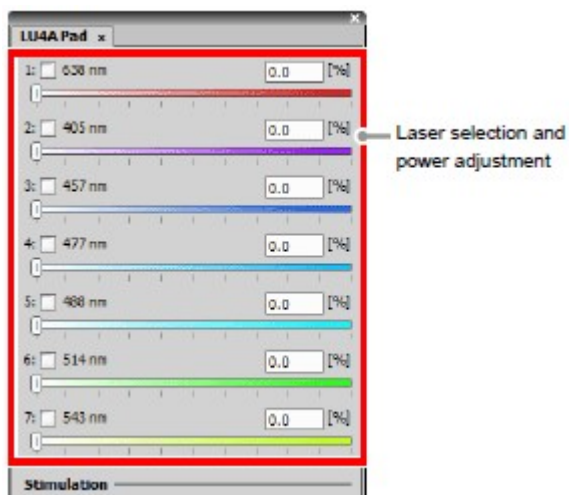 LU4A Pad x
1: 638 nm 0.0 [%]
2: 405 nm 0.0 [%]
Laser selection and
power adjustment
3: 457 nm 0.0 [%]
4: 477 nm 0.0 [%]
5: 488 nm 0.0 [%]
6: 514 nm 0.0 [%]
7: 543 nm 0.0 [%]
Stimulation